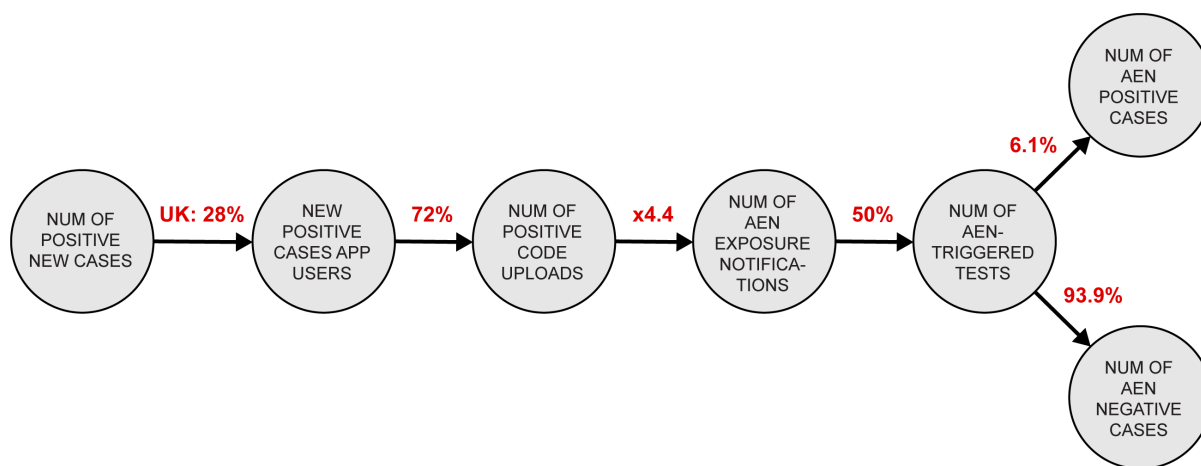 NUM OF
POSITIVE
NEW CASES
UK: 28%
NEW
POSITIVE
CASES APP
USERS
72%
NUM OF
POSITIVE
CODE
UPLOADS
x4.4
NUM OF
AEN
EXPOSURE
NOTIFICA-
TIONS
50%
NUM OF
AEN-
TRIGGERED
TESTS
6.1%
NUM OF
AEN
POSITIVE
CASES
93.9%
NUM OF
AEN
NEGATIVE
CASES